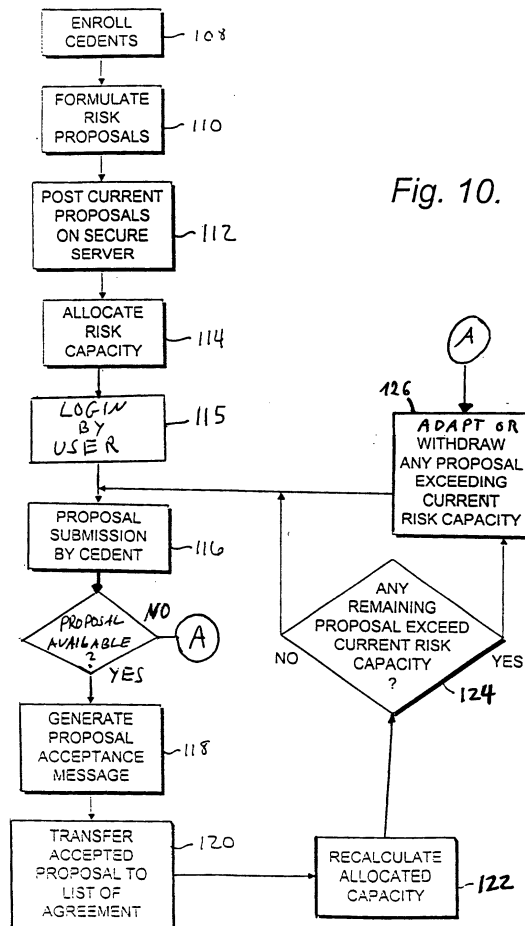 ENROLL
CEDENTS
108
FORMULATE
RISK
PROPOSALS
110
POST CURRENT
PROPOSALS
ON SECURE
SERVER
112
Fig. 10.
ALLOCATE
RISK
CAPACITY
114
LOGIN
BY
USER
115
PROPOSAL
SUBMISSION
BY CEDENT
116
PROPOSAL
AVAILABLE
?
NO
A
YES
GENERATE
PROPOSAL
ACCEPTANCE
MESSAGE
118
TRANSFER
ACCEPTED
PROPOSAL TO
LIST OF
AGREEMENT
120
RECALCULATE
ALLOCATED
CAPACITY
122
ANY
REMAINING
PROPOSAL EXCEED
CURRENT RISK
CAPACITY
?
NO
YES
124
A
126
ADAPT OR
WITHDRAW
ANY PROPOSAL
EXCEEDING
CURRENT
RISK CAPACITY